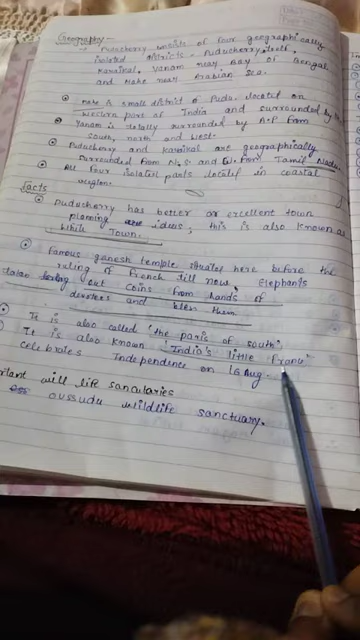 Geography -
Puducherry consists of four geographically
isolated districts - Puducherry itself,
Karaikal, Yanam near Bay of Bengal
and Mahe near Arabian Sea.
Mahe a small district of Pudu. located on
western part of India and surrounded by
Yanam is totally surrounded by A.P from
south, north and West.
Puducherry and Karaikal are geographically
surrounded from N,S and W. from Tamil Nadu.
All four isolated parts located in coastal
region.
Facts
Puducherry has better or excellent town
planning ideas, this is also known as
White Town.
Famous ganesh temple situated here before the
ruling of French till now, Elephants
out coins from hands of
devotees and bless them
It is also called "the paris of south",
It is also known "India's little France"
celebrates Independence on 16 Aug.
will life sancutaries
oussudu wildlife sanctuary.